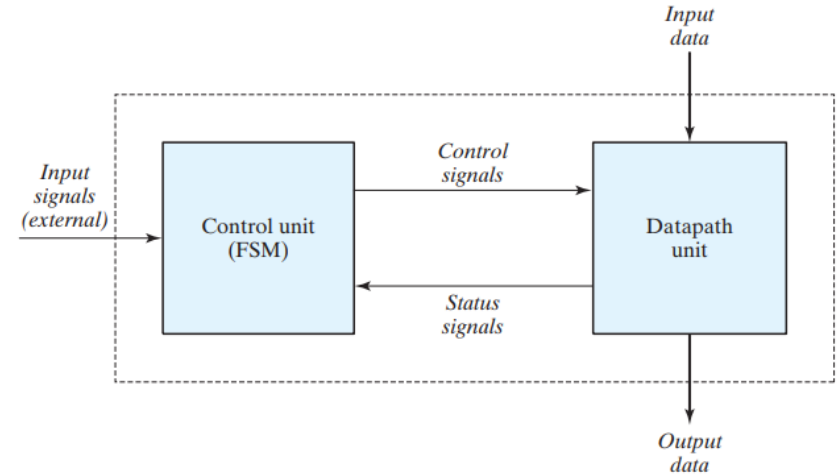 Input
data
Input
signals
(external)
Control unit
(FSM)
Control
signals
Status
signals
Datapath
unit
Output
data